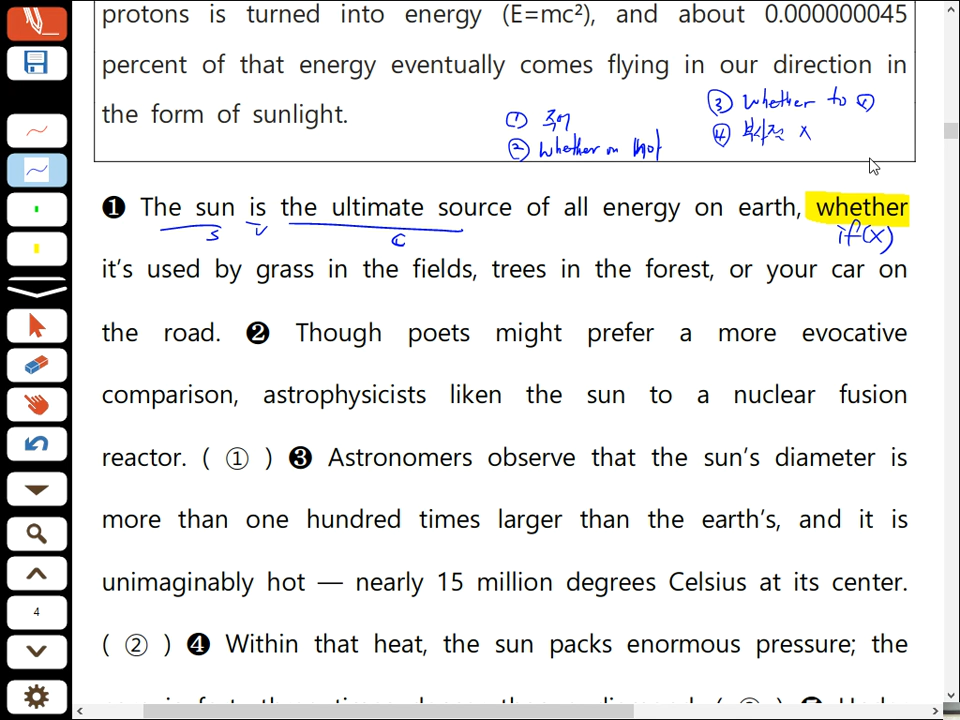 protons is turned into energy (E=mc²), and about 0.000000045
percent of that energy eventually comes flying in our direction in
the form of sunlight.
① 주어
② whether or not
③ whether to ⓥ
④ 부사절 X
❶ The sun is the ultimate source of all energy on earth, whether
S V C if(X)
it's used by grass in the fields, trees in the forest, or your car on
the road. ❷ Though poets might prefer a more evocative
comparison, astrophysicists liken the sun to a nuclear fusion
reactor. ( ① ) ❸ Astronomers observe that the sun's diameter is
more than one hundred times larger than the earth's, and it is
unimaginably hot — nearly 15 million degrees Celsius at its center.
( ② ) ❹ Within that heat, the sun packs enormous pressure; the
4